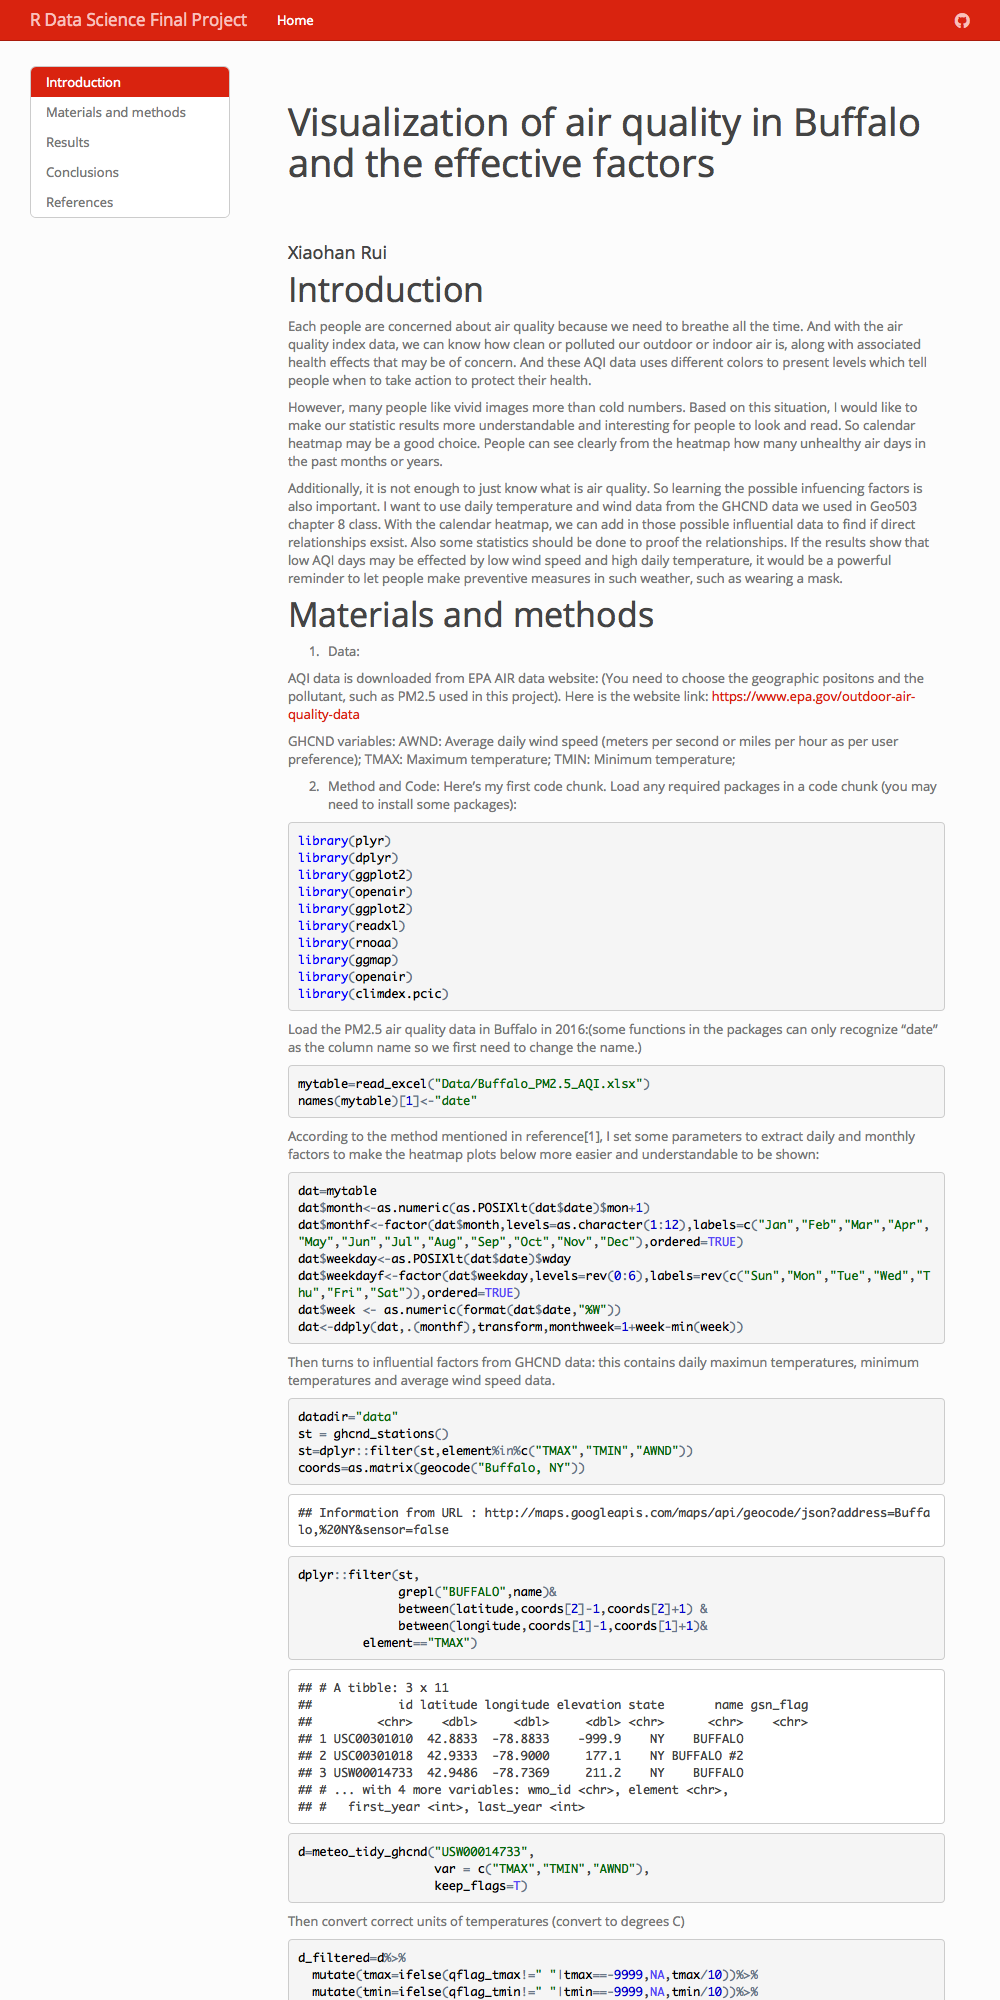 R Data Science Final Project Home
Introduction
Materials and methods
Results
Conclusions
References
Visualization of air quality in Buffalo
and the effective factors
Xiaohan Rui
Introduction
Each people are concerned about air quality because we need to breathe all the time. And with the air
quality index data, we can know how clean or polluted our outdoor or indoor air is, along with associated
health effects that may be of concern. And these AQI data uses different colors to present levels which tell
people when to take action to protect their health.
However, many people like vivid images more than cold numbers. Based on this situation, I would like to
make our statistic results more understandable and interesting for people to look and read. So calendar
heatmap may be a good choice. People can see clearly from the heatmap how many unhealthy air days in
the past months or years.
Additionally, it is not enough to just know what is air quality. So learning the possible infuencing factors is
also important. I want to use daily temperature and wind data from the GHCND data we used in Geo503
chapter 8 class. With the calendar heatmap, we can add in those possible influential data to find if direct
relationships exsist. Also some statistics should be done to proof the relationships. If the results show that
low AQI days may be effected by low wind speed and high daily temperature, it would be a powerful
reminder to let people make preventive measures in such weather, such as wearing a mask.
Materials and methods
1. Data:
AQI data is downloaded from EPA AIR data website: (You need to choose the geographic positons and the
pollutant, such as PM2.5 used in this project). Here is the website link: https://www.epa.gov/outdoor-air-
quality-data
GHCND variables: AWND: Average daily wind speed (meters per second or miles per hour as per user
preference); TMAX: Maximum temperature; TMIN: Minimum temperature;
2. Method and Code: Here's my first code chunk. Load any required packages in a code chunk (you may
need to install some packages):
library(plyr)
library(dplyr)
library(ggplot2)
library(openair)
library(ggplot2)
library(readxl)
library(rnoaa)
library(ggmap)
library(openair)
library(climdex.pcic)
Load the PM2.5 air quality data in Buffalo in 2016:(some functions in the packages can only recognize “date”
as the column name so we first need to change the name.)
mytable=read_excel("Data/Buffalo_PM2.5_AQI.xlsx")
names(mytable)[1]<-"date"
According to the method mentioned in reference[1], I set some parameters to extract daily and monthly
factors to make the heatmap plots below more easier and understandable to be shown:
dat=mytable
dat$month<-as.numeric(as.POSIXlt(dat$date)$mon+1)
dat$monthf<-factor(dat$month,levels=as.character(1:12),labels=c("Jan","Feb","Mar","Apr",
"May","Jun","Jul","Aug","Sep","Oct","Nov","Dec"),ordered=TRUE)
dat$weekday<-as.POSIXlt(dat$date)$wday
dat$weekdayf<-factor(dat$weekday,levels=rev(0:6),labels=rev(c("Sun","Mon","Tue","Wed","T
hu","Fri","Sat")),ordered=TRUE)
dat$week <- as.numeric(format(dat$date,"%W"))
dat<-ddply(dat,.(monthf),transform,monthweek=1+week-min(week))
Then turns to influential factors from GHCND data: this contains daily maximun temperatures, minimum
temperatures and average wind speed data.
datadir="data"
st = ghcnd_stations()
st=dplyr::filter(st,element%in%c("TMAX","TMIN","AWND"))
coords=as.matrix(geocode("Buffalo, NY"))
## Information from URL : http://maps.googleapis.com/maps/api/geocode/json?address=Buffa
lo,%20NY&sensor=false
dplyr::filter(st,
grepl("BUFFALO",name)&
between(latitude,coords[2]-1,coords[2]+1) &
between(longitude,coords[1]-1,coords[1]+1)&
element=="TMAX")
## # A tibble: 3 x 11
## id latitude longitude elevation state name gsn_flag
## <chr> <dbl> <dbl> <dbl> <chr> <chr> <chr>
## 1 USC00301010 42.8833 -78.8833 -999.9 NY BUFFALO
## 2 USC00301018 42.9333 -78.9000 177.1 NY BUFFALO #2
## 3 USW00014733 42.9486 -78.7369 211.2 NY BUFFALO
## # ... with 4 more variables: wmo_id <chr>, element <chr>,
## # first_year <int>, last_year <int>
d=meteo_tidy_ghcnd("USW00014733",
var = c("TMAX","TMIN","AWND"),
keep_flags=T)
Then convert correct units of temperatures (convert to degrees C)
d_filtered=d%>%
mutate(tmax=ifelse(qflag_tmax!=" "|tmax==-9999,NA,tmax/10))%>%
mutate(tmin=ifelse(qflag_tmin!=" "|tmin==-9999,NA,tmin/10))%>%